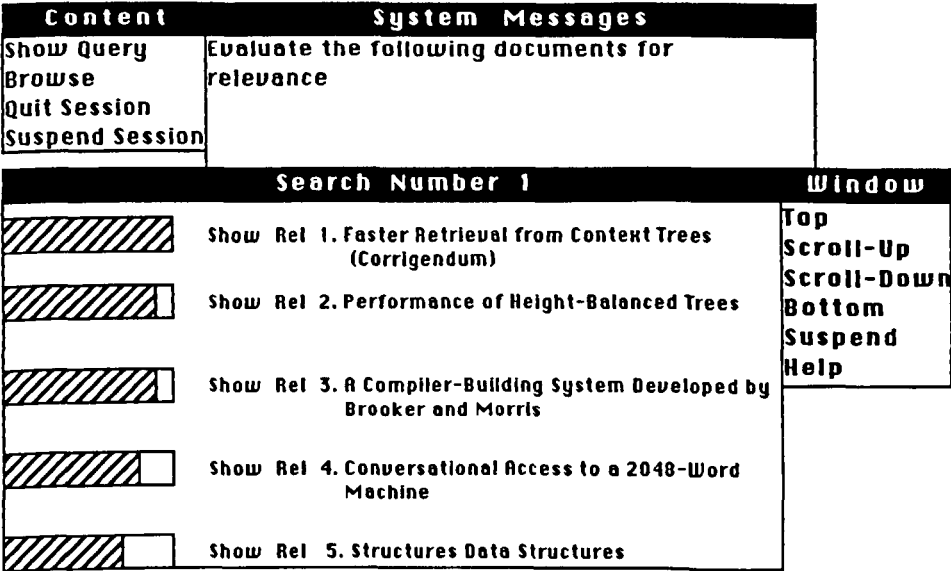 Content
System Messages
Show Query
Browse
Quit Session
Suspend Session
Evaluate the following documents for
relevance
Search Number 1
Window
Show Rel 1. Faster Retrieval from Context Trees
(Corrigendum)
Show Rel 2. Performance of Height-Balanced Trees
Show Rel 3. A Compiler-Building System Developed by
Brooker and Morris
Show Rel 4. Conversational Access to a 2048-Word
Machine
Show Rel 5. Structures Data Structures
Top
Scroll-Up
Scroll-Down
Bottom
Suspend
Help